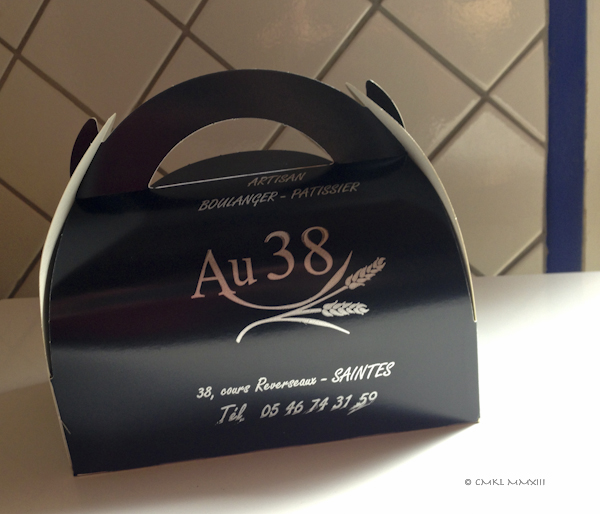 ARTISAN
BOULANGER - PATISSIER
Au 38
38, cours Reverseaux - SAINTES
Tél. 05 46 74 31 59
© CMKL MMXIII